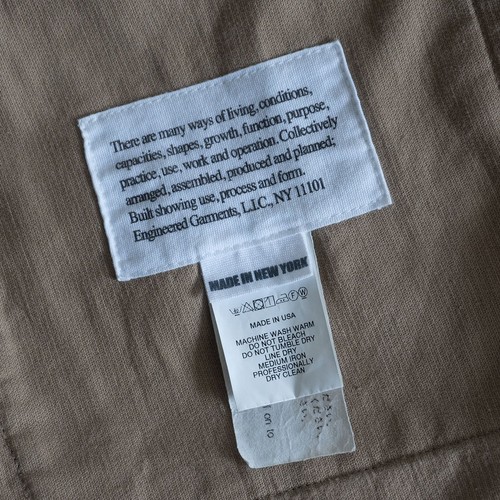 There are many ways of living, conditions,
capacities, shapes, growth, function, purpose,
practice, use, work and operation. Collectively
arranged, assembled, produced and planned;
Built showing use, process and form.
Engineered Garments, L.I.C., NY 11101
MADE IN NEW YORK
MADE IN USA
MACHINE WASH WARM
DO NOT BLEACH
DO NOT TUMBLE DRY
LINE DRY
MEDIUM IRON
PROFESSIONALLY
DRY CLEAN